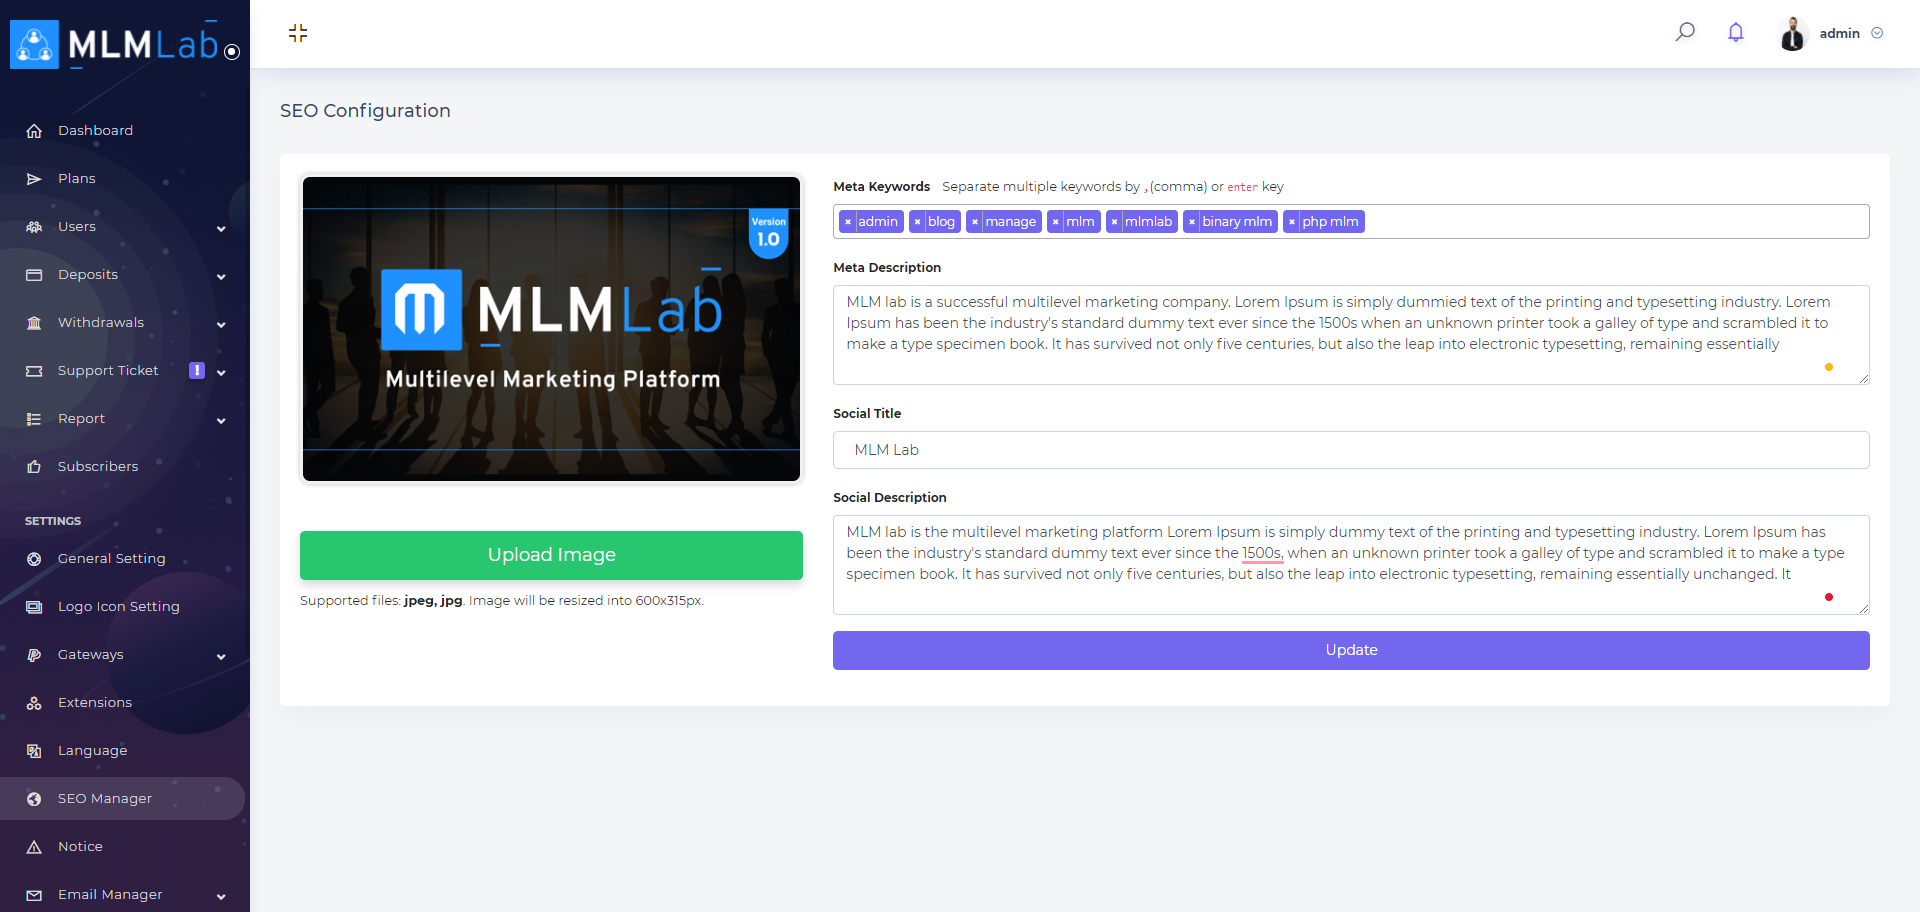 MLMLab
admin
Dashboard
Plans
Users
Deposits
Withdrawals
Support Ticket
!
Report
Subscribers
SETTINGS
General Setting
Logo Icon Setting
Gateways
Extensions
Language
SEO Manager
Notice
Email Manager
SEO Configuration
Version
1.0
MLMLab
Multilevel Marketing Platform
Upload Image
Supported files: jpeg, jpg. Image will be resized into 600x315px.
Meta Keywords Separate multiple keywords by ,(comma) or enter key
× admin × blog × manage × mlm × mlmlab × binary mlm × php mlm
Meta Description
MLM lab is a successful multilevel marketing company. Lorem Ipsum is simply dummied text of the printing and typesetting industry. Lorem
Ipsum has been the industry's standard dummy text ever since the 1500s when an unknown printer took a galley of type and scrambled it to
make a type specimen book. It has survived not only five centuries, but also the leap into electronic typesetting, remaining essentially
Social Title
MLM Lab
Social Description
MLM lab is the multilevel marketing platform Lorem Ipsum is simply dummy text of the printing and typesetting industry. Lorem Ipsum has
been the industry's standard dummy text ever since the 1500s, when an unknown printer took a galley of type and scrambled it to make a type
specimen book. It has survived not only five centuries, but also the leap into electronic typesetting, remaining essentially unchanged. It
Update